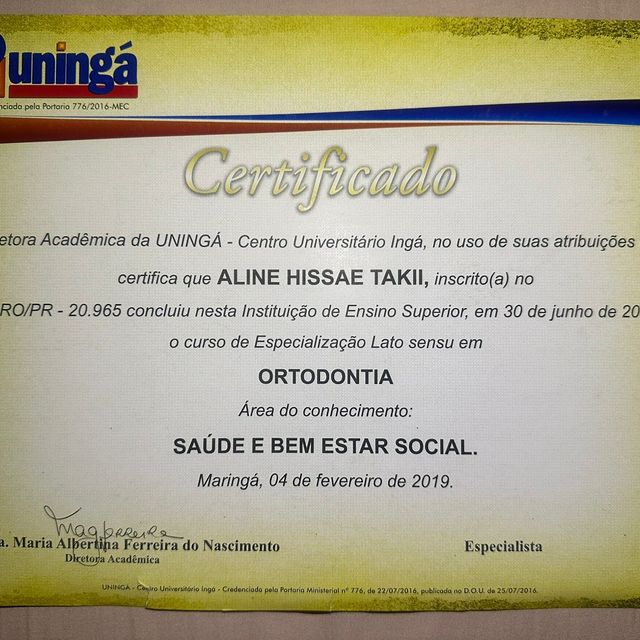 uningá
nciada pela Portaria 776/2016-MEC
Certificado
etora Acadêmica da UNINGÁ - Centro Universitário Ingá, no uso de suas atribuições
certifica que ALINE HISSAE TAKII, inscrito(a) no
RO/PR - 20.965 concluiu nesta Instituição de Ensino Superior, em 30 de junho de 20
o curso de Especialização Lato sensu em
ORTODONTIA
Área do conhecimento:
SAÚDE E BEM ESTAR SOCIAL.
Maringá, 04 de fevereiro de 2019.
a. Maria Albertina Ferreira do Nascimento
Especialista
Diretora Acadêmica
UNINGÁ - Centro Universitário Ingá - Credenciada pela Portaria Ministerial nº 776, de 22/07/2016, publicada no D.O.U. de 25/07/2016.